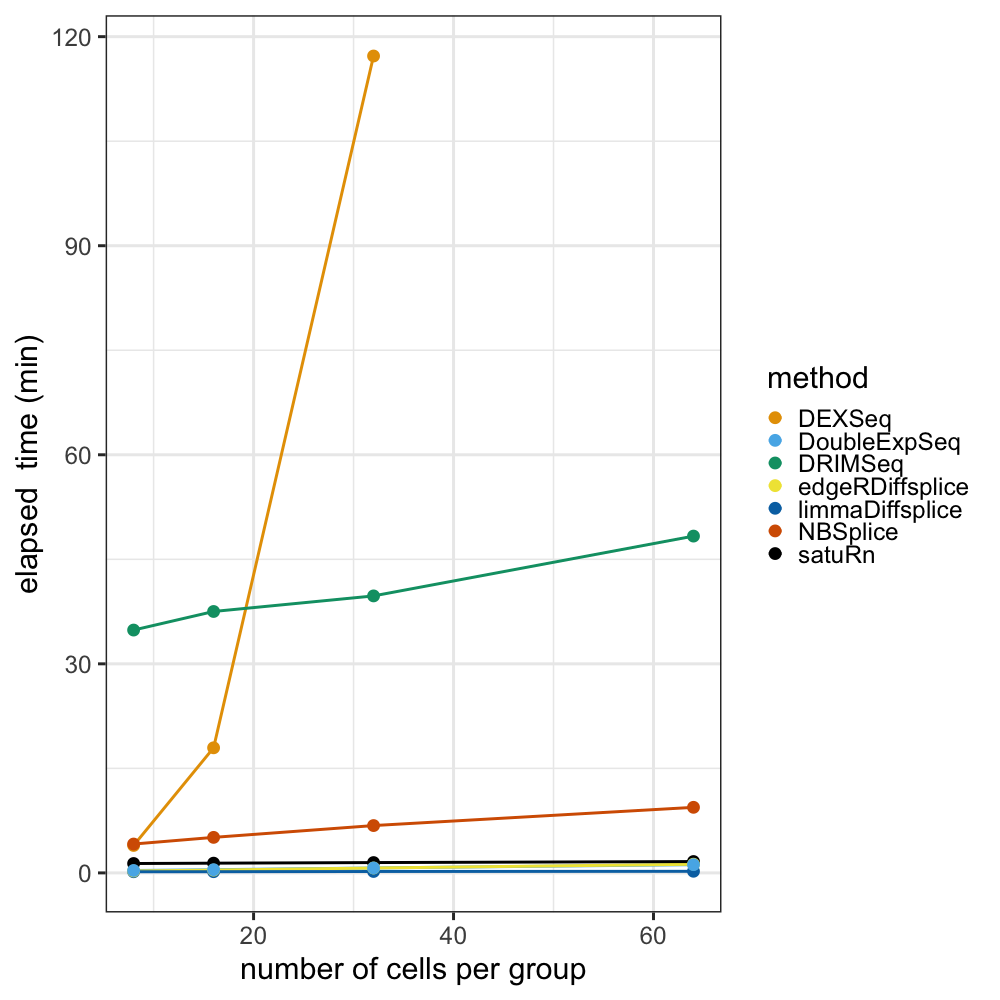 120
90
60
30
0
elapsed  time (min)
20
40
60
number of cells per group
method
DEXSeq
DoubleExpSeq
DRIMSeq
edgeRDiffsplice
limmaDiffsplice
NBSplice
satuRn